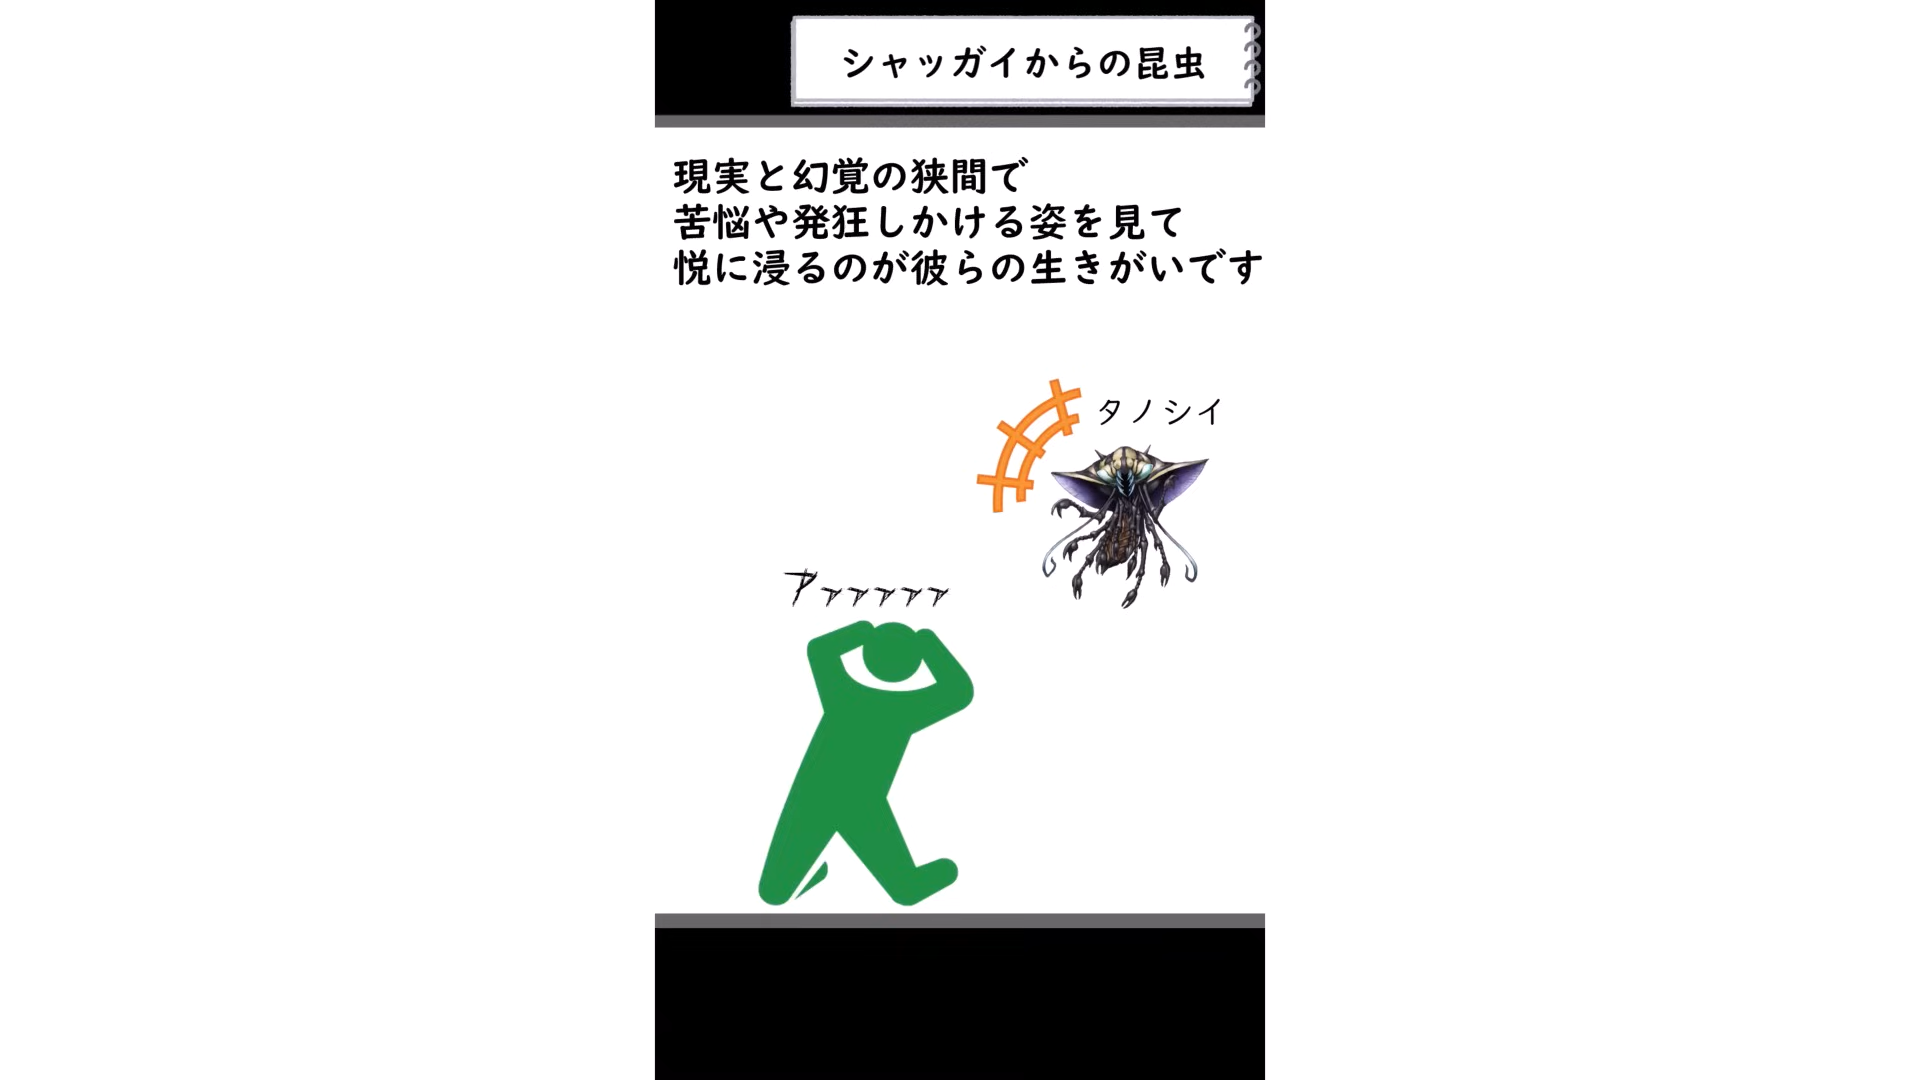 シャッガイからの昆虫
現実と幻覚の狭間で
苦悩や発狂しかける姿を見て
悦に浸るのが彼らの生きがいです
タノシイ
アァァァァァ